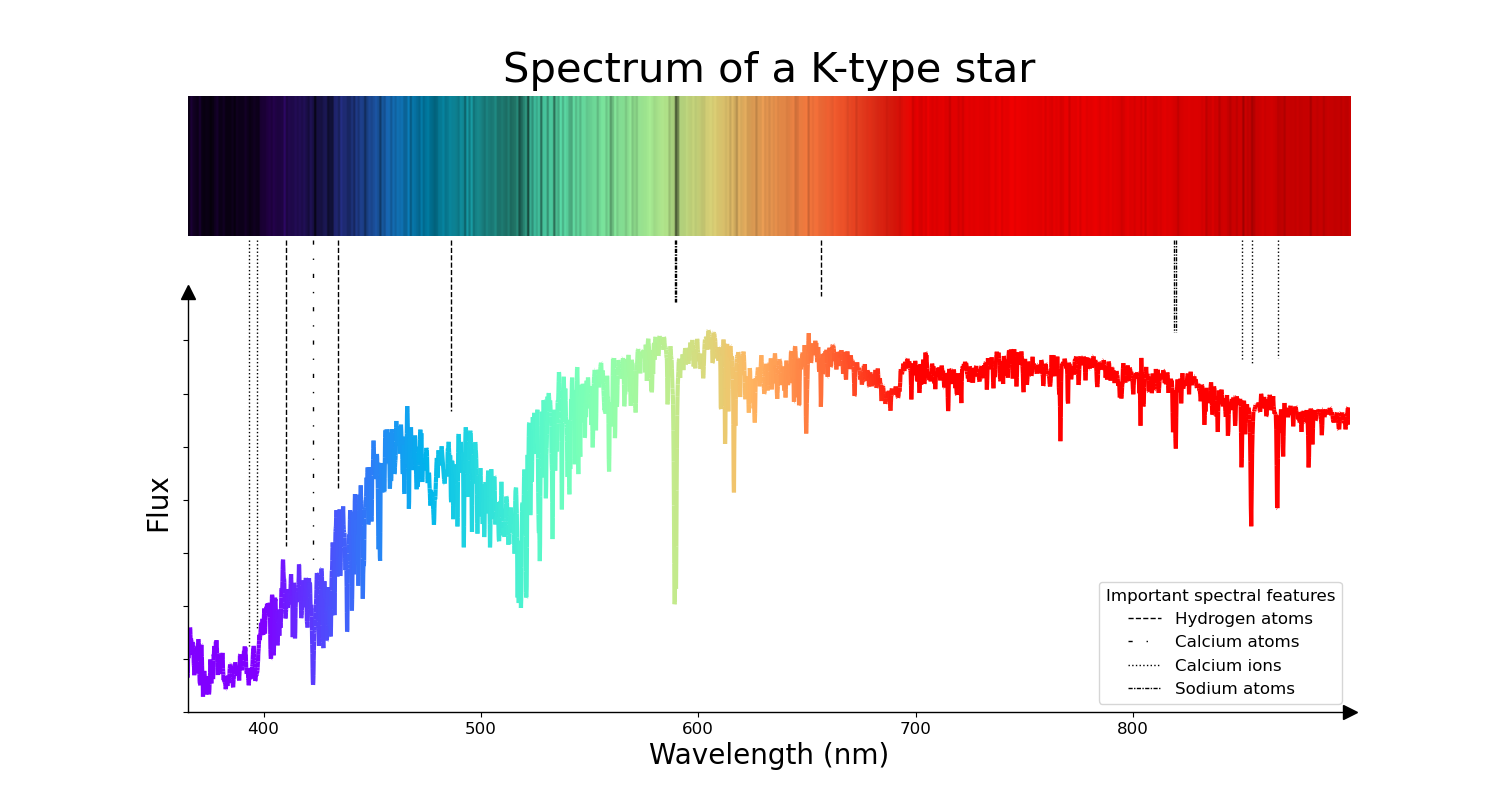 Spectrum of a K-type star
Flux
Important spectral features
Hydrogen atoms
Calcium atoms
Calcium ions
Sodium atoms
400 500 600 700 800
Wavelength (nm)